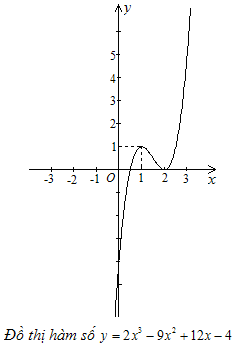 y
5
4
3
2
1
-3 -2 -1 O 1 2 3 x
Đồ thị hàm số y = 2x³ − 9x² + 12x − 4